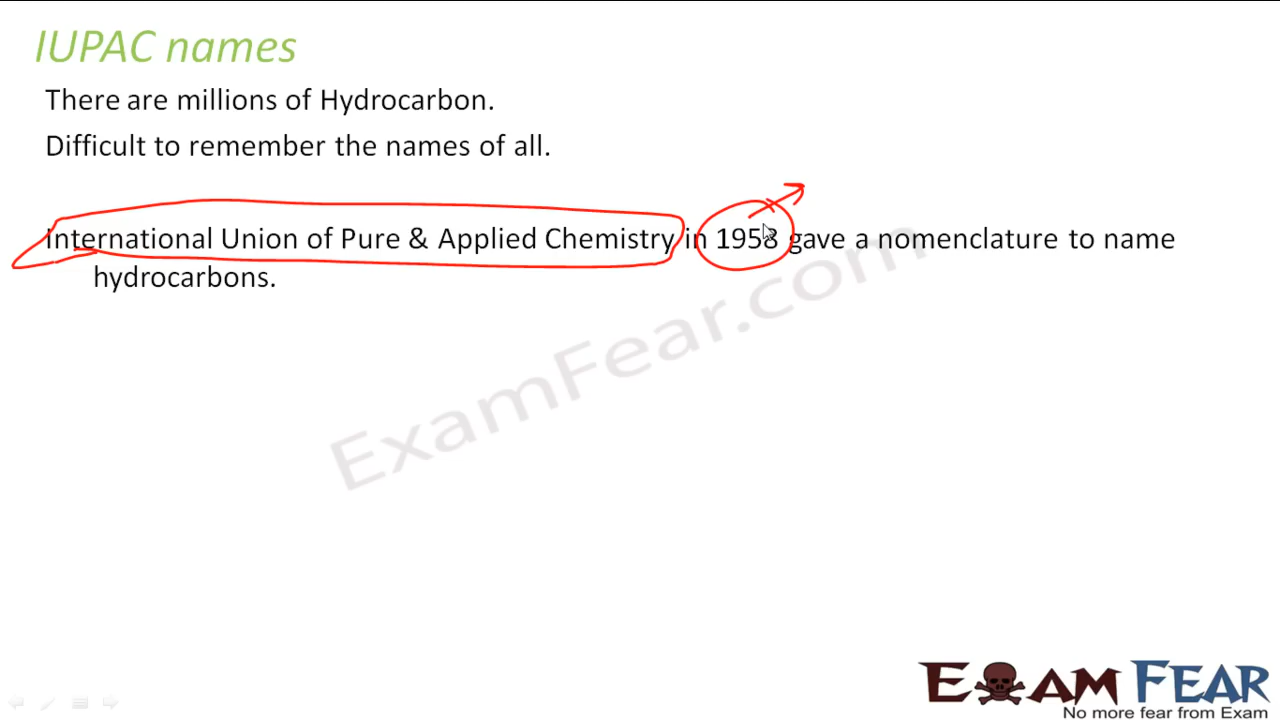 IUPAC names
There are millions of Hydrocarbon.
Difficult to remember the names of all.
International Union of Pure & Applied Chemistry in 1958 gave a nomenclature to name
hydrocarbons.
ExamFear.com
EXAM FEAR
No more fear from Exam